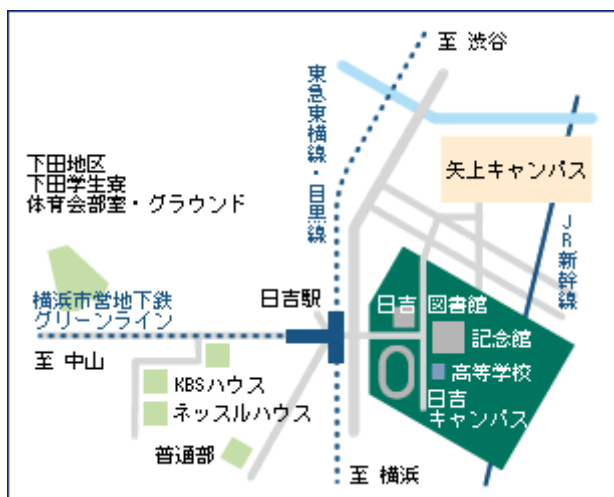 至 渋谷
東急東横線・目黒線
矢上キャンパス
下田地区
下田学生寮
体育会部室・グラウンド
JR新幹線
横浜市営地下鉄
グリーンライン
日吉駅
日吉 図書館
記念館
至 中山
高等学校
KBSハウス
日吉
キャンパス
ネッスルハウス
普通部
至 横浜